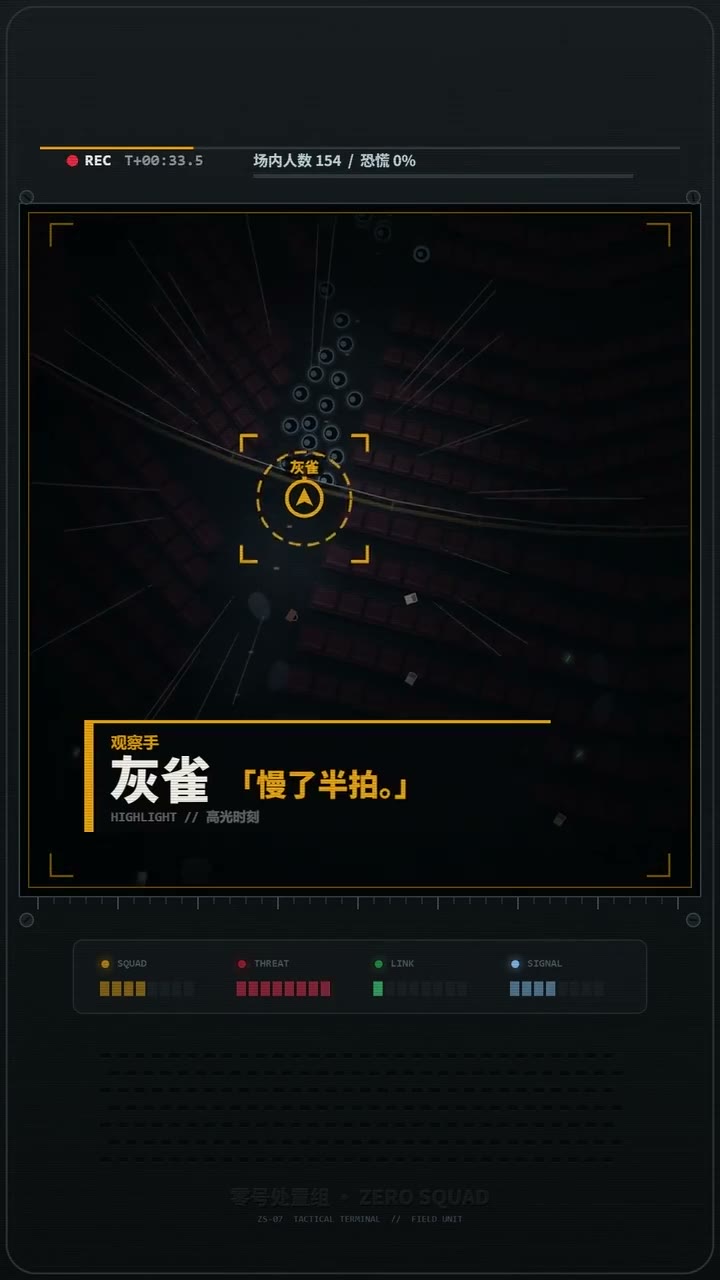 REC T+00:33.5 场内人数 154 / 恐慌 0%
灰雀
观察手
灰雀 「慢了半拍。」
HIGHLIGHT // 高光时刻
SQUAD THREAT LINK SIGNAL
零号处置组 • ZERO SQUAD
ZS-07 TACTICAL TERMINAL // FIELD UNIT